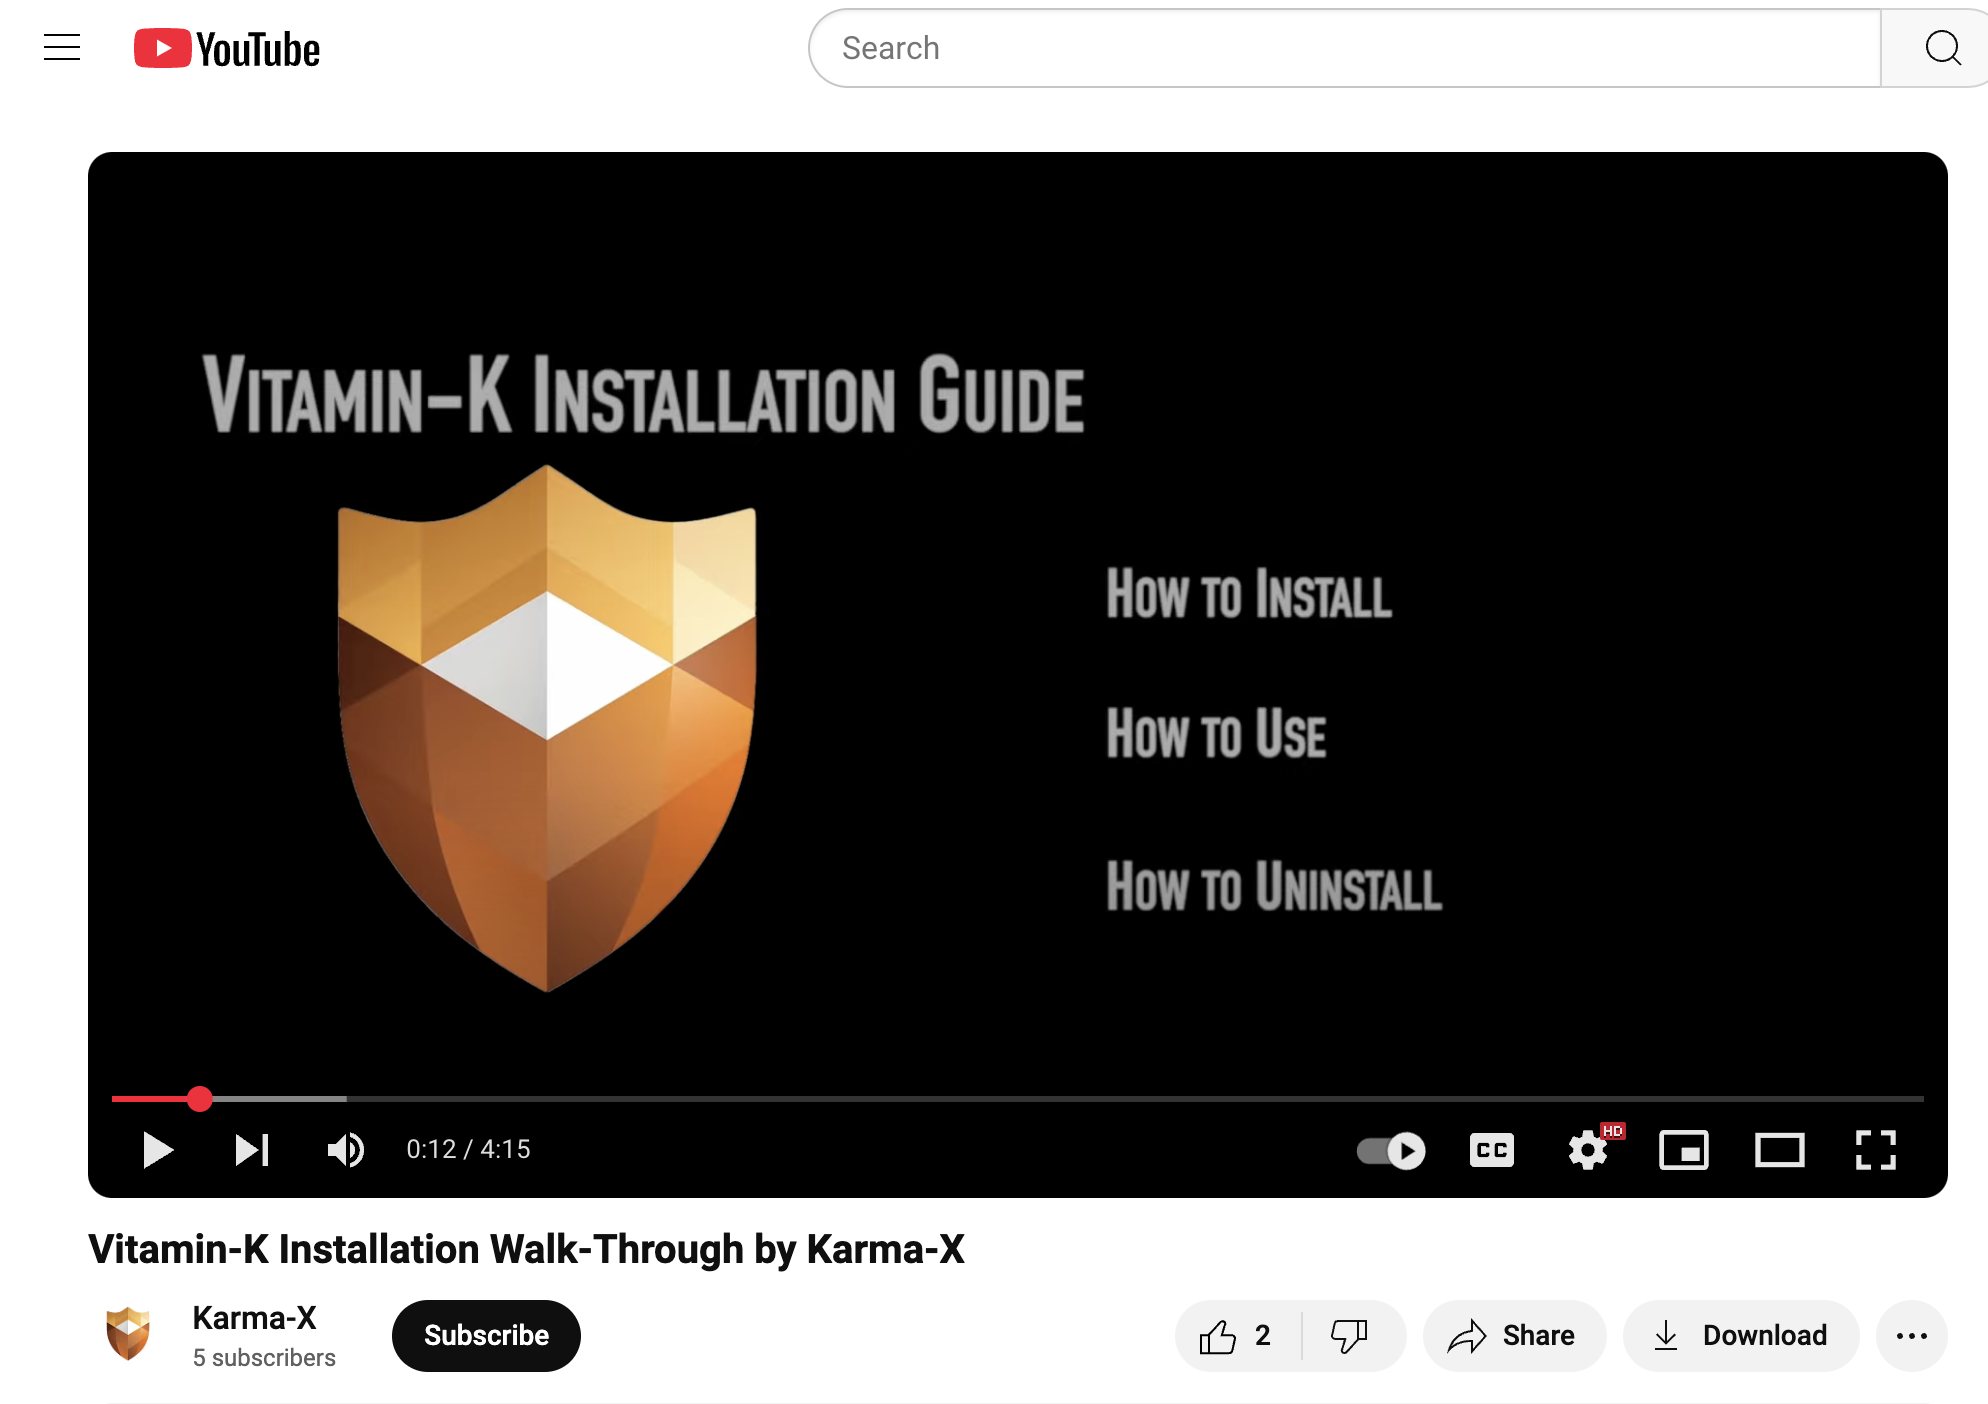 YouTube
Search
VITAMIN-K INSTALLATION GUIDE
HOW TO INSTALL
HOW TO USE
HOW TO UNINSTALL
0:12 / 4:15
CC
HD
Vitamin-K Installation Walk-Through by Karma-X
Karma-X
5 subscribers
Subscribe
2
Share
Download